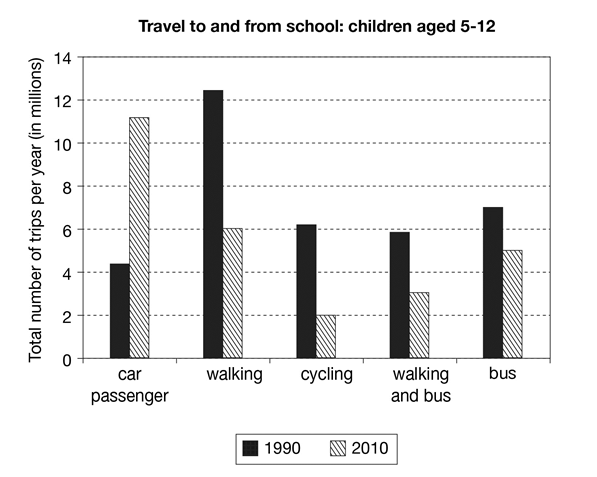 Travel to and from school: children aged 5-12
Total number of trips per year (in millions)
14
12
10
8
6
4
2
0
car
passenger
walking
cycling
walking
and bus
bus
1990
2010